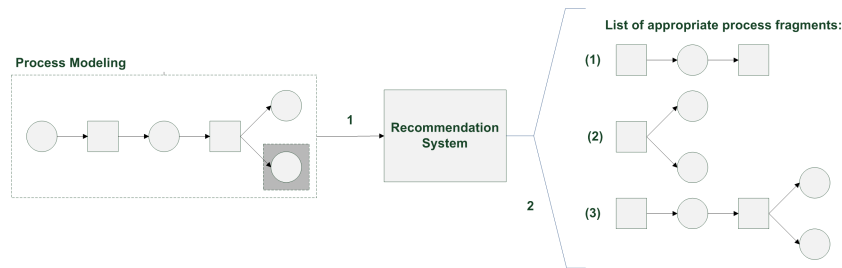 List of appropriate process fragments:
Process Modeling
(1)
1
Recommendation
System
(2)
2
(3)